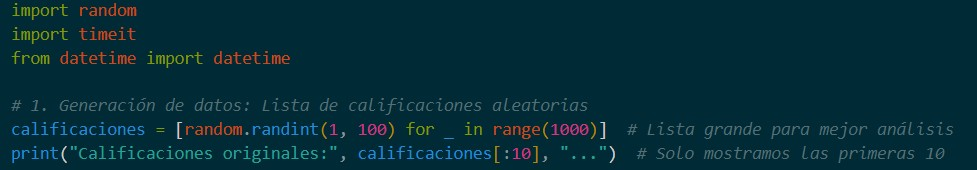 import random
import timeit
from datetime import datetime
# 1. Generación de datos: Lista de calificaciones aleatorias
calificaciones = [random.randint(1, 100) for _ in range(1000)]  # Lista grande para mejor análisis
print("Calificaciones originales:", calificaciones[:10], "...")  # Solo mostramos las primeras 10